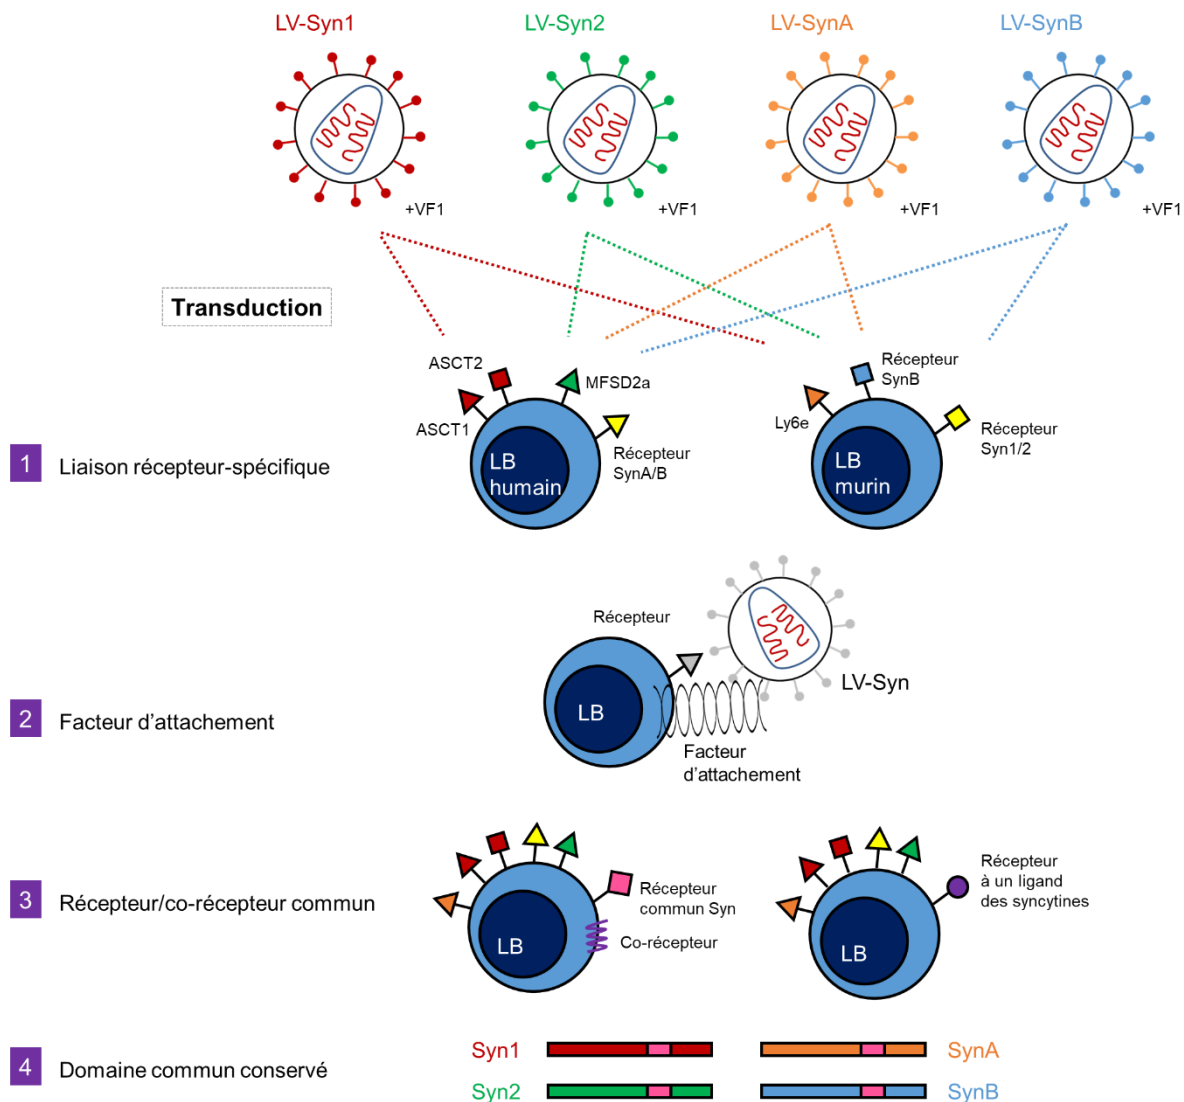 LV-Syn1
LV-Syn2
LV-SynA
LV-SynB
+VF1
+VF1
+VF1
+VF1
Transduction
ASCT2
MFSD2a
ASCT1
Récepteur
SynA/B
LB
humain
Récepteur
SynB
Ly6e
Récepteur
Syn1/2
LB
murin
1 Liaison récepteur-spécifique
Récepteur
LV-Syn
LB
Facteur
d'attachement
2 Facteur d'attachement
3 Récepteur/co-récepteur commun
LB
Récepteur
commun Syn
Co-récepteur
LB
Récepteur
à un ligand
des syncytines
4 Domaine commun conservé
Syn1
SynA
Syn2
SynB